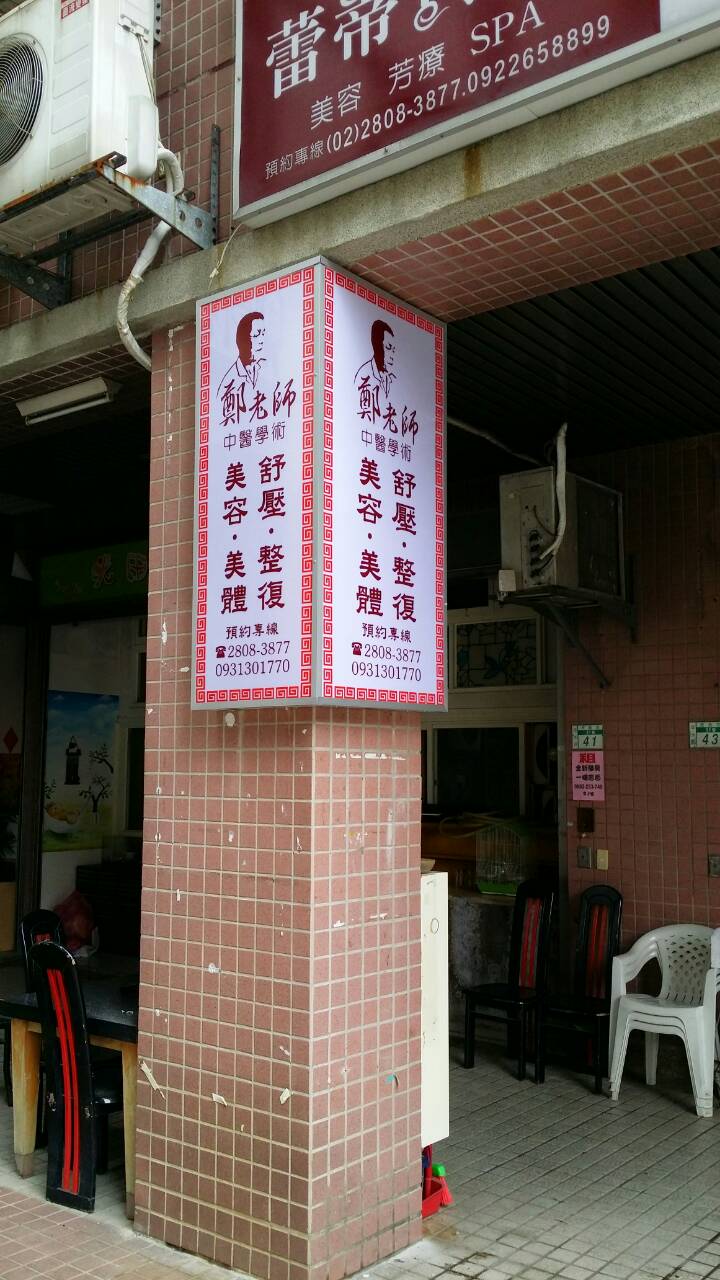 蕾蒂
美容 芳療 SPA
預約專線(02)2808-3877.0922658899
鄭老師
中醫學術
舒壓·整復
美容·美體
預約專線
☎2808-3877
0931301770
鄭老師
中醫學術
舒壓·整復
美容·美體
預約專線
☎2808-3877
0931301770
41
43